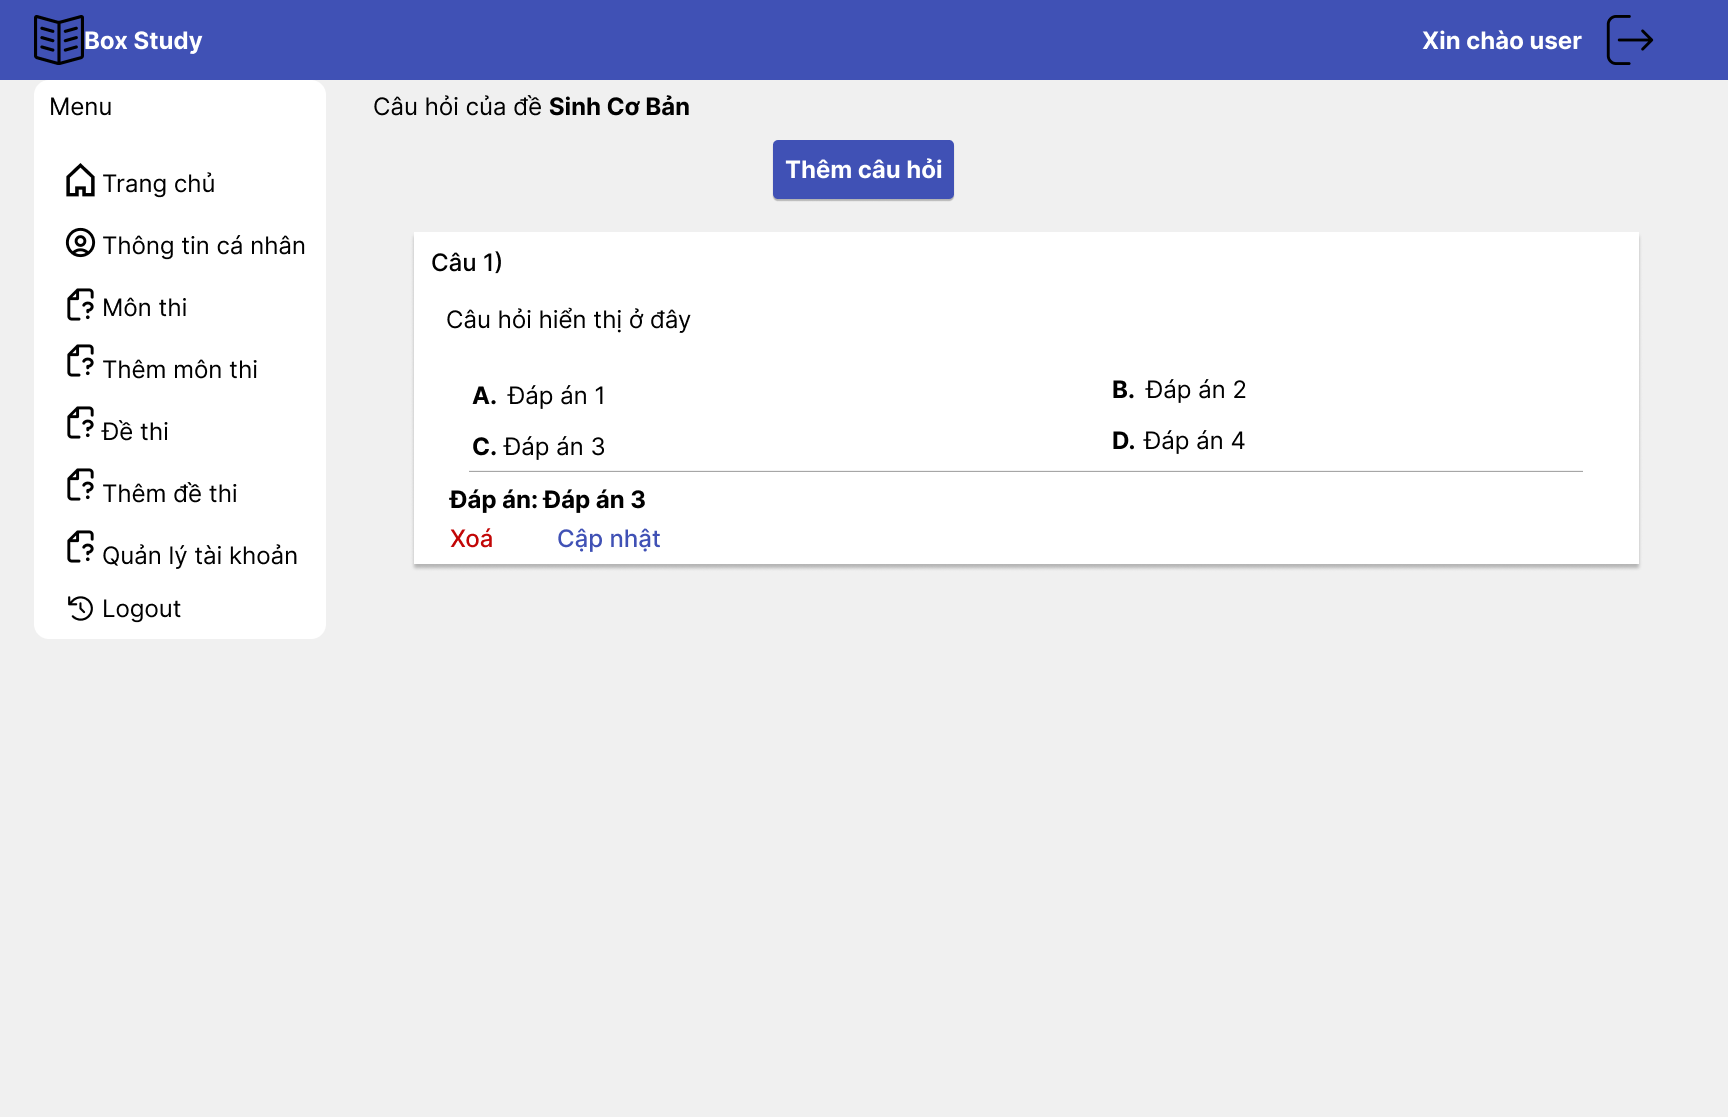 Box Study
Xin chào user
Menu
Trang chủ
Thông tin cá nhân
Môn thi
Thêm môn thi
Đề thi
Thêm đề thi
Quản lý tài khoản
Logout
Câu hỏi của đề Sinh Cơ Bản
Thêm câu hỏi
Câu 1)
Câu hỏi hiển thị ở đây
A. Đáp án 1
B. Đáp án 2
C. Đáp án 3
D. Đáp án 4
Đáp án: Đáp án 3
Xoá
Cập nhật